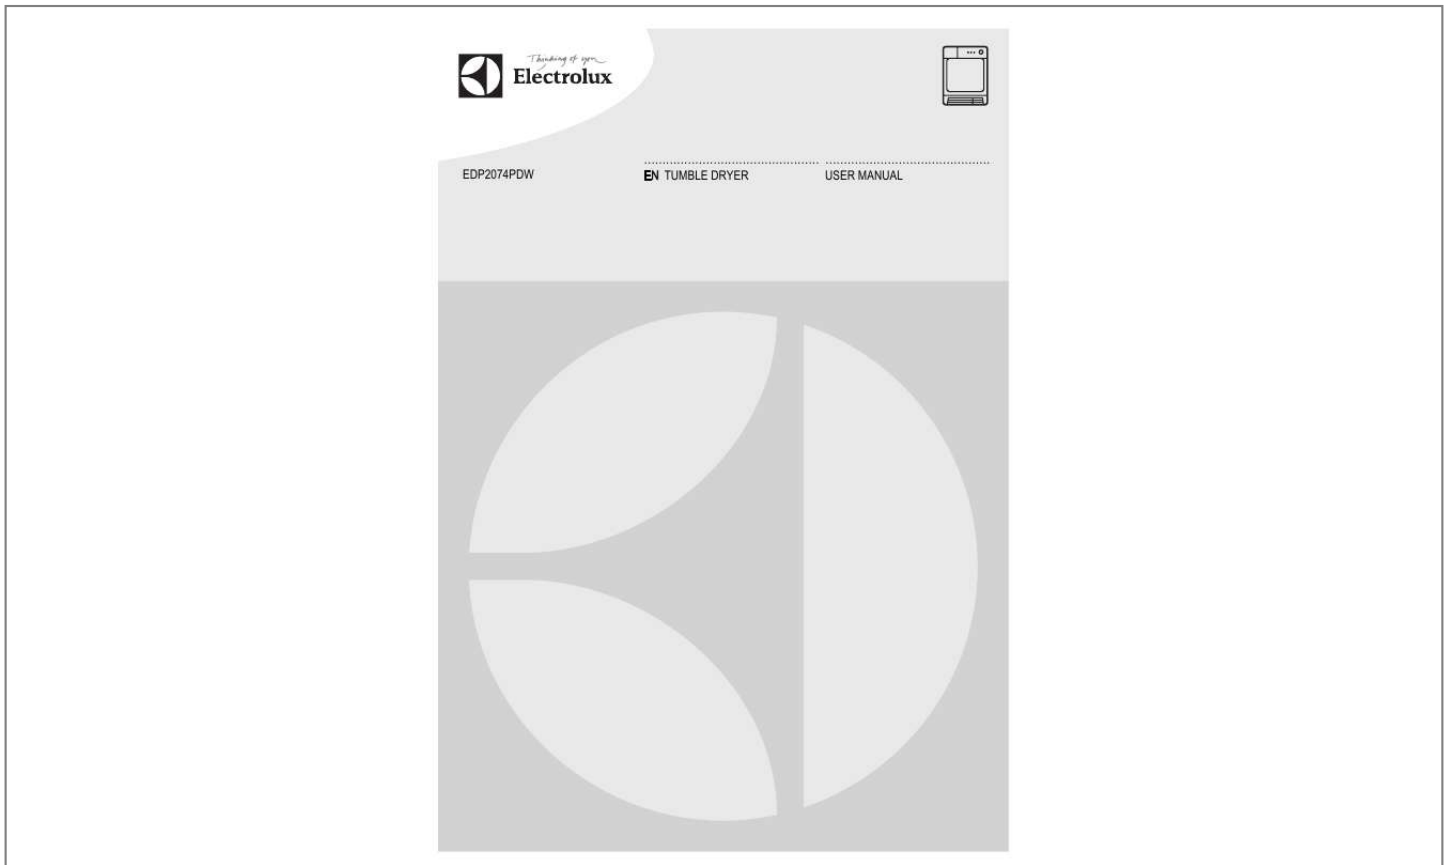 Thinking of you
Electrolux
EDP2074PDW
EN TUMBLE DRYER
USER MANUAL